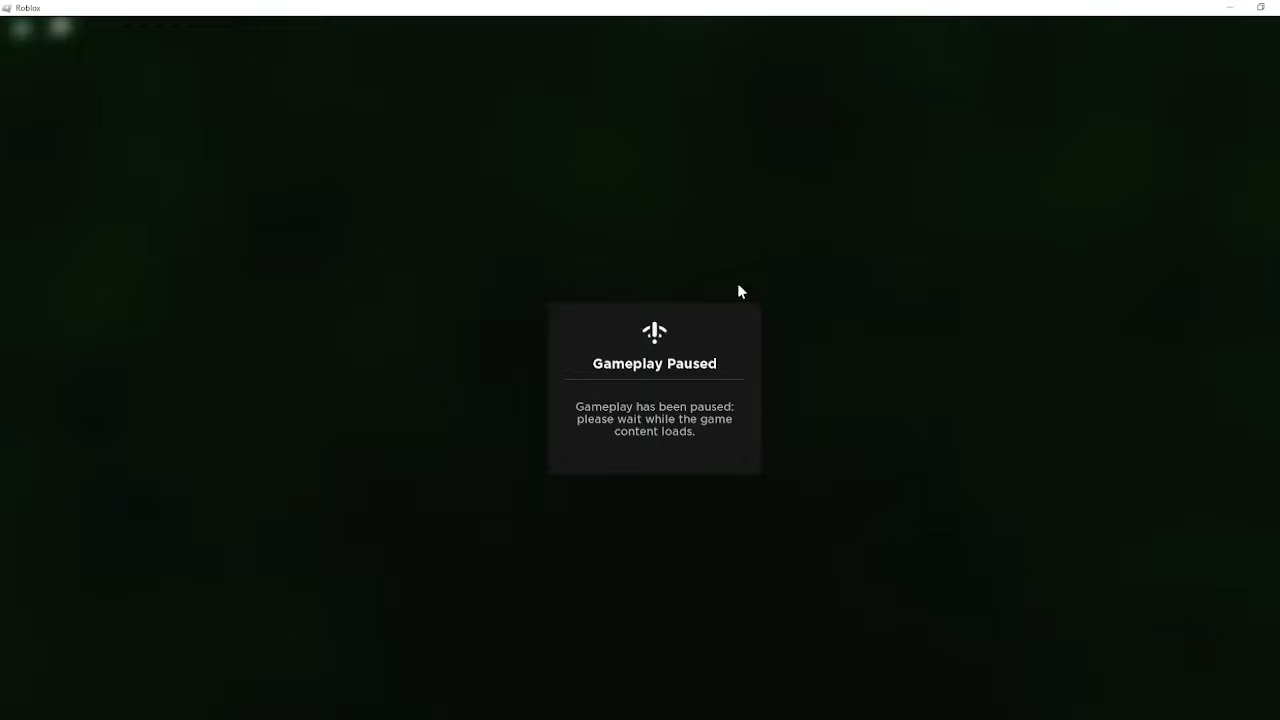 Roblox
Gameplay Paused
Gameplay has been paused:
please wait while the game
content loads.